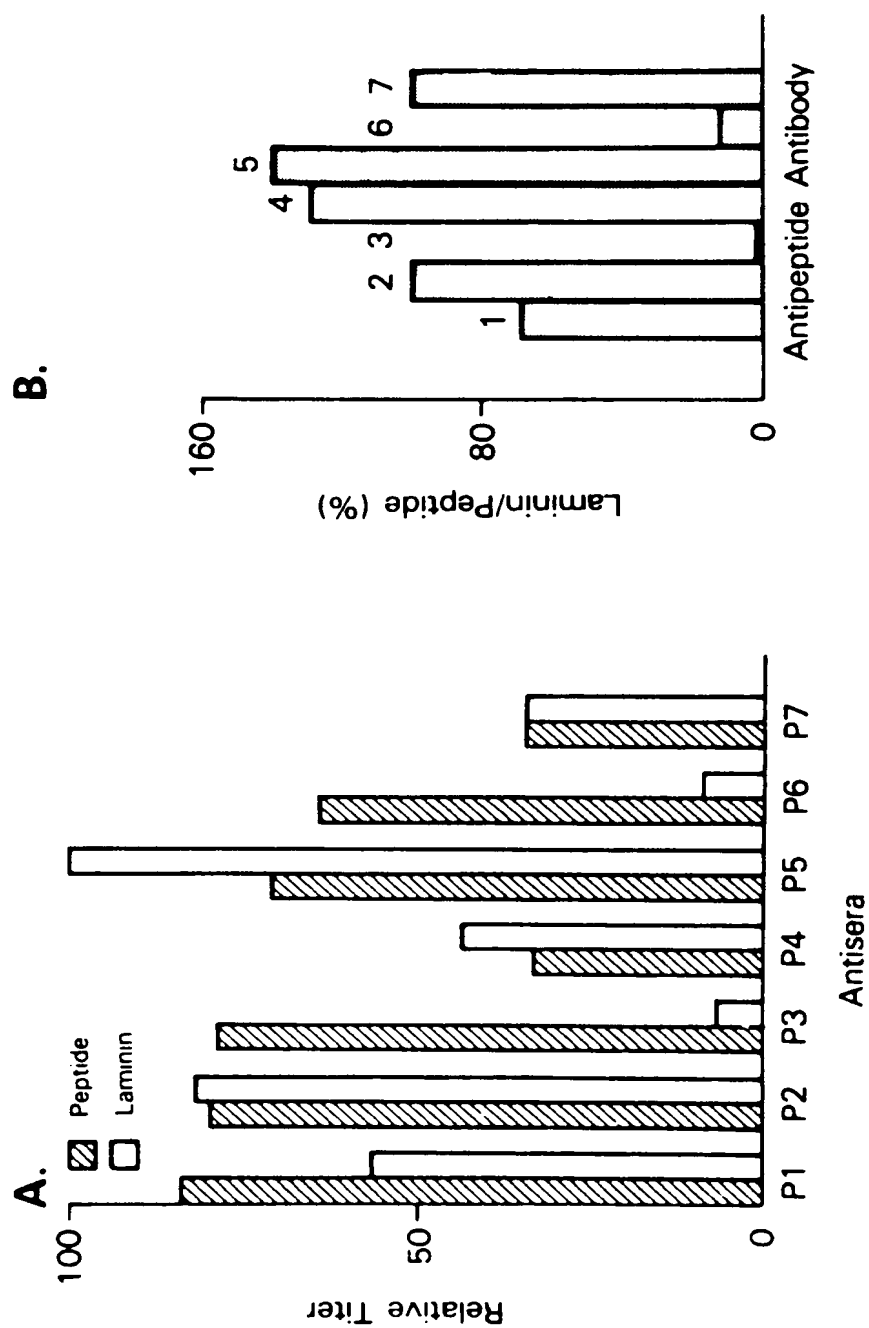 A.
Peptide
Laminin
100
50
0
Relative Titer
P1 P2 P3 P4 P5 P6 P7
Antisera
B.
160
80
0
Laminin/Peptide (%)
1 2 3 4 5 6 7
Antipeptide Antibody